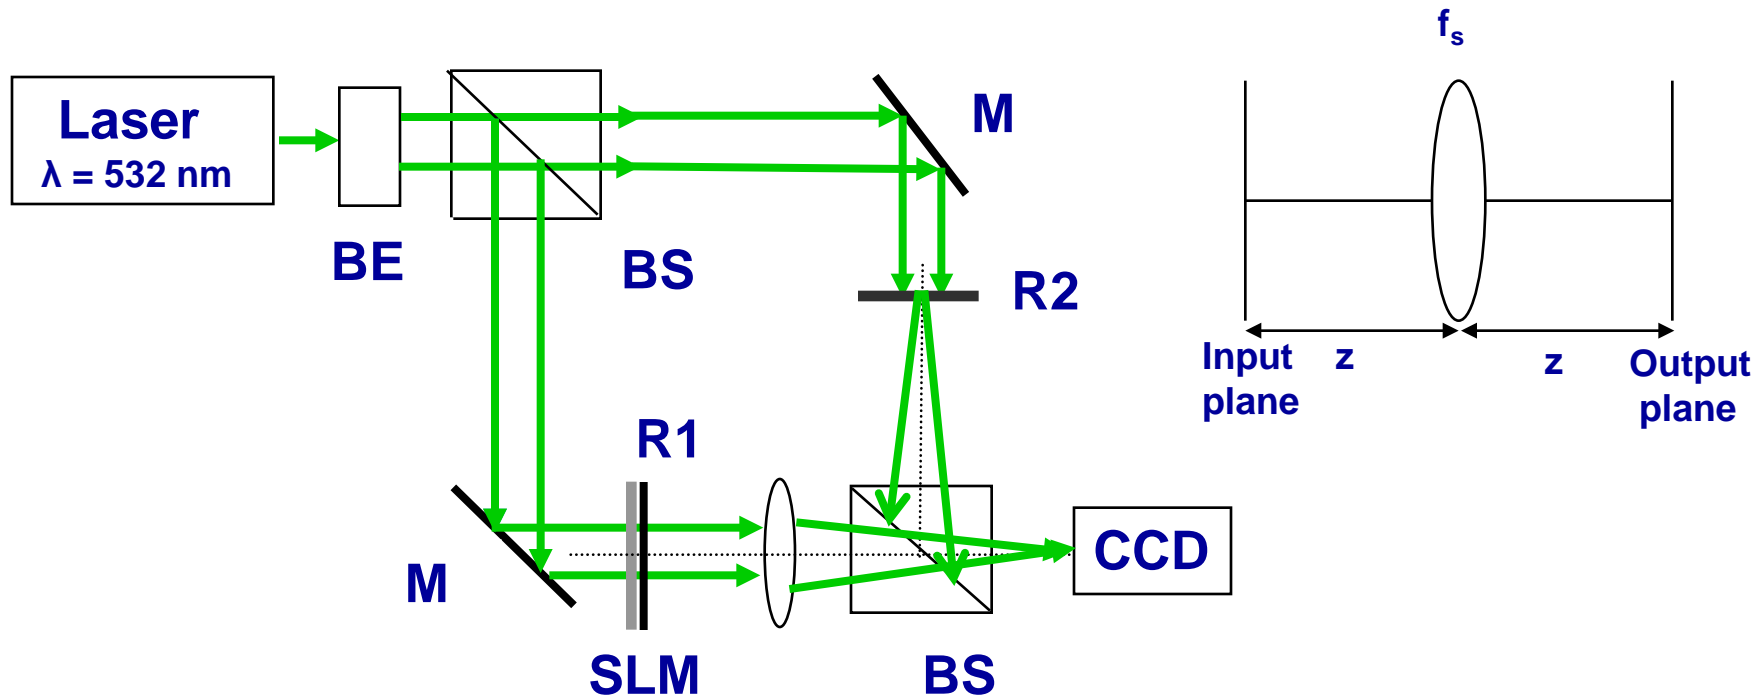 Laser
λ = 532 nm
BE
BS
M
R2
R1
M
SLM
BS
CCD
fs
Input
plane
z
z
Output
plane